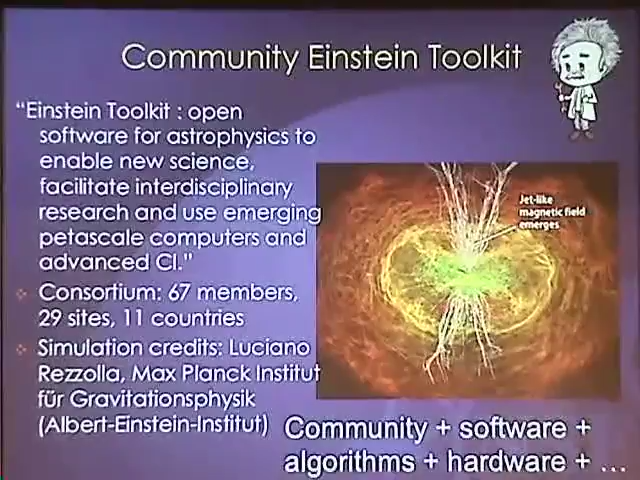 Community Einstein Toolkit
“Einstein Toolkit : open
software for astrophysics to
enable new science,
facilitate interdisciplinary
research and use emerging
petascale computers and
advanced CI.”
Consortium: 67 members,
29 sites, 11 countries
Simulation credits: Luciano
Rezzolla, Max Planck Institut
für Gravitationsphysik
(Albert-Einstein-Institut)
Jet-like
magnetic field
emerges
Community + software +
algorithms + hardware + ...